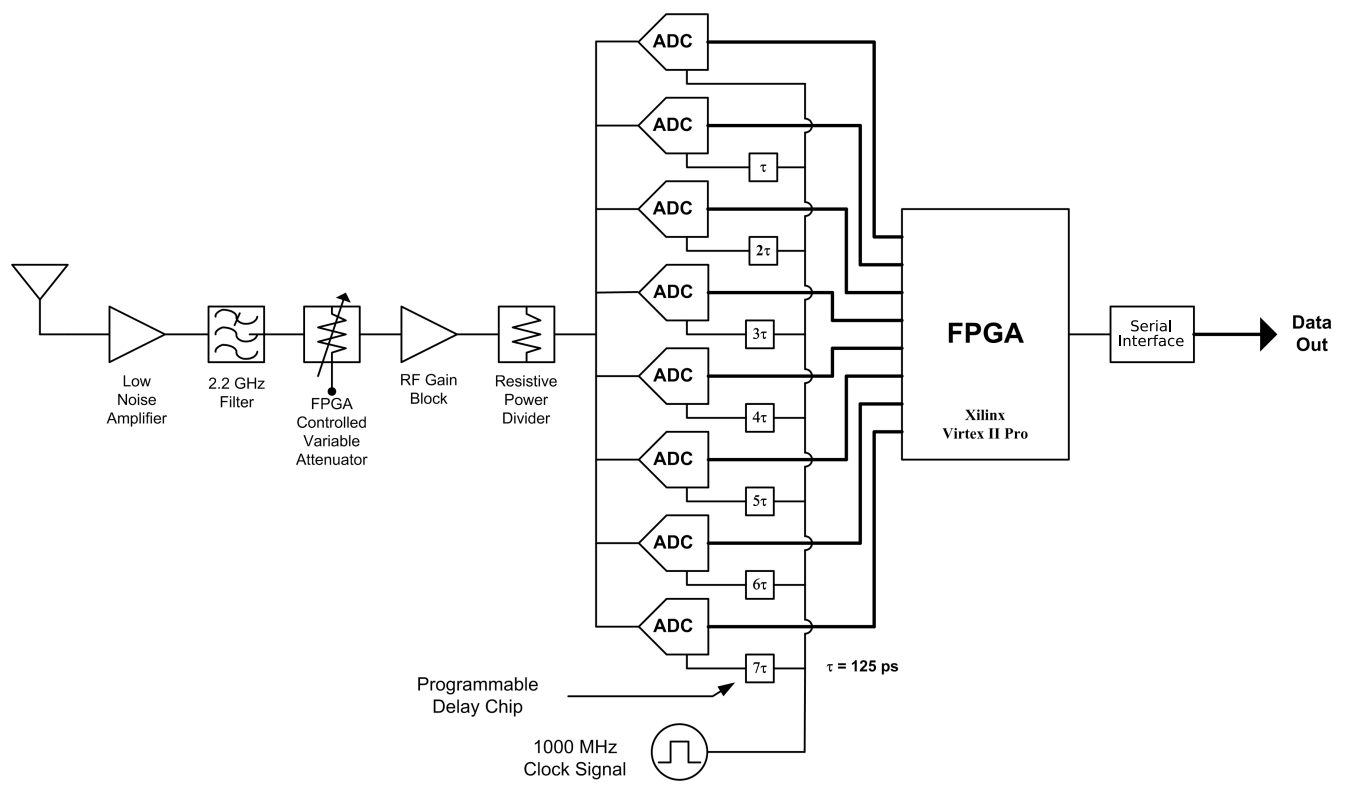 ADC
ADC
τ
ADC
2τ
ADC
3τ
ADC
4τ
ADC
5τ
ADC
6τ
ADC
7τ
τ = 125 ps
Low
Noise
Amplifier
2.2 GHz
Filter
FPGA
Controlled
Variable
Attenuator
RF Gain
Block
Resistive
Power
Divider
FPGA
Xilinx
Virtex II Pro
Serial
Interface
Data
Out
Programmable
Delay Chip
1000 MHz
Clock Signal